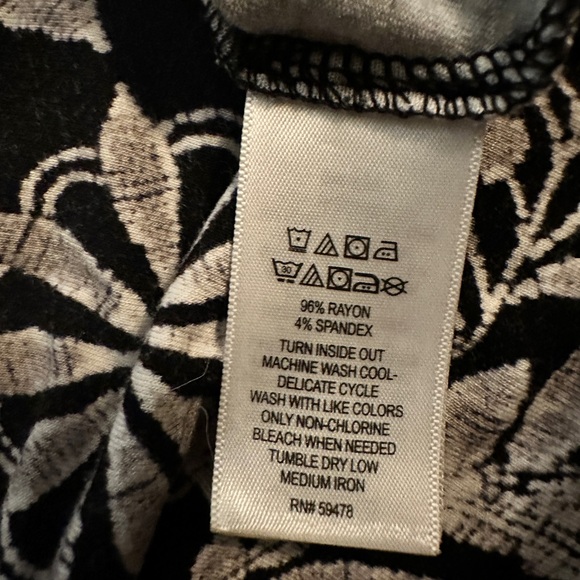 30
96% RAYON
4% SPANDEX
TURN INSIDE OUT
MACHINE WASH COOL-
DELICATE CYCLE
WASH WITH LIKE COLORS
ONLY NON-CHLORINE
BLEACH WHEN NEEDED
TUMBLE DRY LOW
MEDIUM IRON
RN# 59478